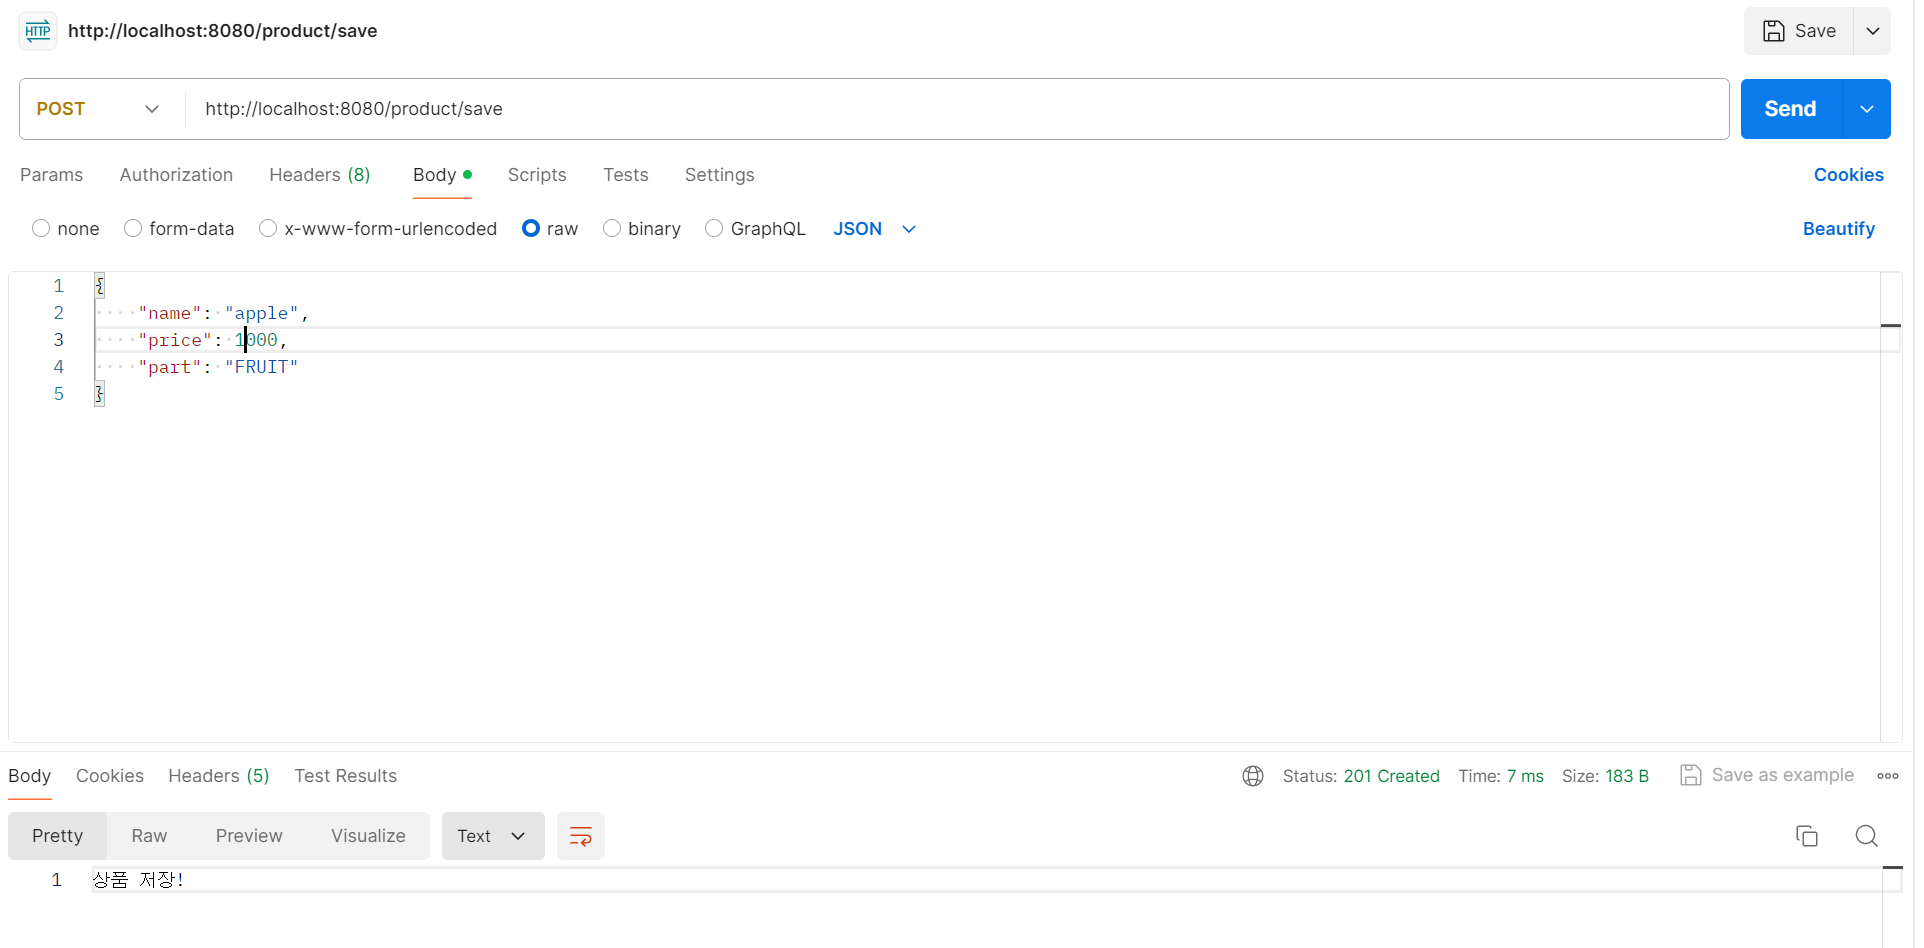 HTTP http://localhost:8080/product/save Save
POST http://localhost:8080/product/save Send
Params Authorization Headers (8) Body Scripts Tests Settings Cookies
none form-data x-www-form-urlencoded raw binary GraphQL JSON Beautify
1 {
2 "name": "apple",
3 "price": 1000,
4 "part": "FRUIT"
5 }
Body Cookies Headers (5) Test Results Status: 201 Created Time: 7 ms Size: 183 B Save as example
Pretty Raw Preview Visualize Text
1 상품 저장!